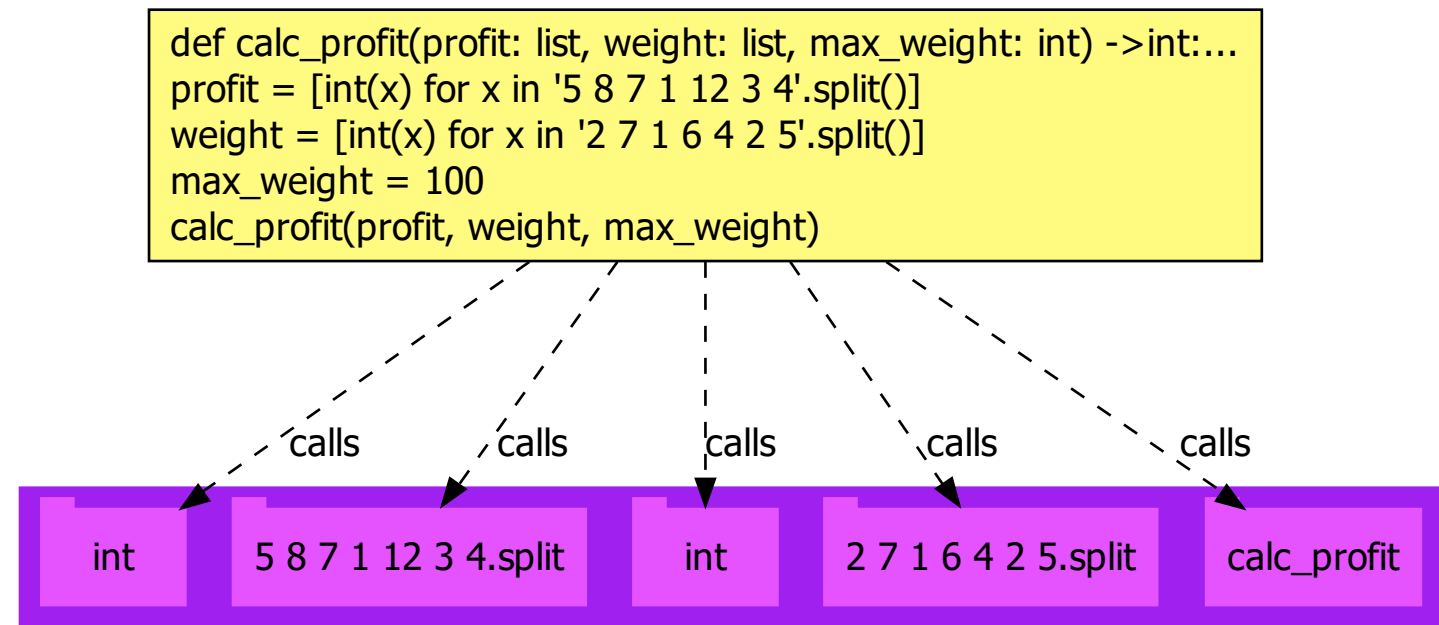 def calc_profit(profit: list, weight: list, max_weight: int) ->int:...
profit = [int(x) for x in '5 8 7 1 12 3 4'.split()]
weight = [int(x) for x in '2 7 1 6 4 2 5'.split()]
max_weight = 100
calc_profit(profit, weight, max_weight)
calls
calls
calls
calls
calls
int
5 8 7 1 12 3 4.split
int
2 7 1 6 4 2 5.split
calc_profit